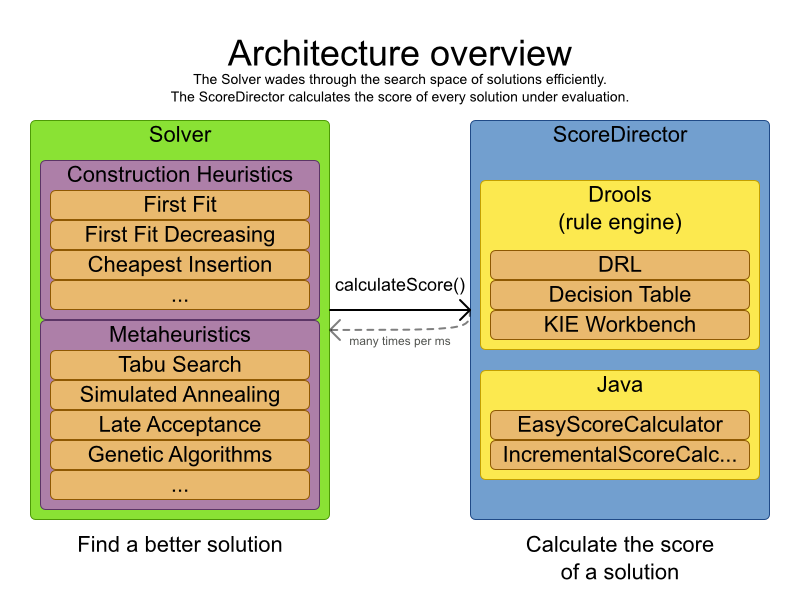 Architecture overview
The Solver wades through the search space of solutions efficiently.
The ScoreDirector calculates the score of every solution under evaluation.
Solver
Construction Heuristics
First Fit
First Fit Decreasing
Cheapest Insertion
...
Metaheuristics
Tabu Search
Simulated Annealing
Late Acceptance
Genetic Algorithms
...
Find a better solution
calculateScore()
many times per ms
ScoreDirector
Drools
(rule engine)
DRL
Decision Table
KIE Workbench
Java
EasyScoreCalculator
IncrementalScoreCalc...
Calculate the score
of a solution